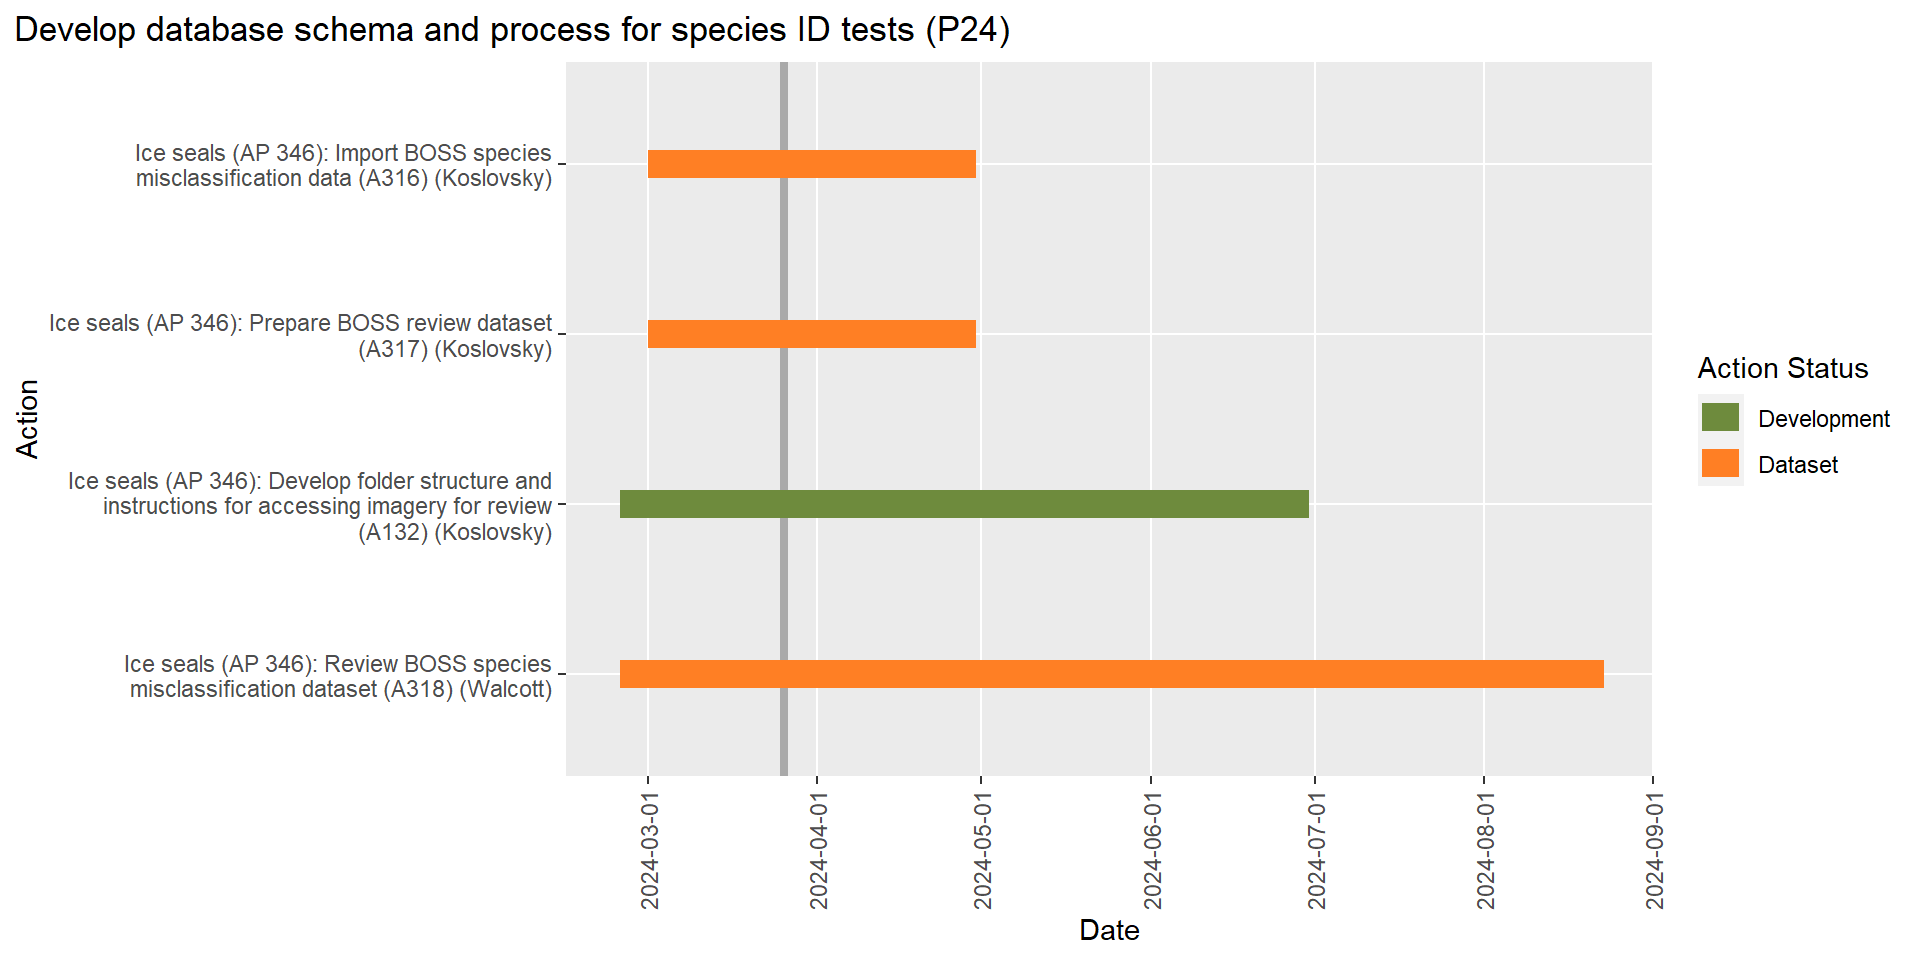 Develop database schema and process for species ID tests (P24)
Ice seals (AP 346): Import BOSS species
misclassification data (A316) (Koslovsky)
Ice seals (AP 346): Prepare BOSS review dataset
(A317) (Koslovsky)
Ice seals (AP 346): Develop folder structure and
instructions for accessing imagery for review
(A132) (Koslovsky)
Ice seals (AP 346): Review BOSS species
misclassification dataset (A318) (Walcott)
Action
2024-03-01
2024-04-01
2024-05-01
2024-06-01
2024-07-01
2024-08-01
2024-09-01
Date
Action Status
Development
Dataset